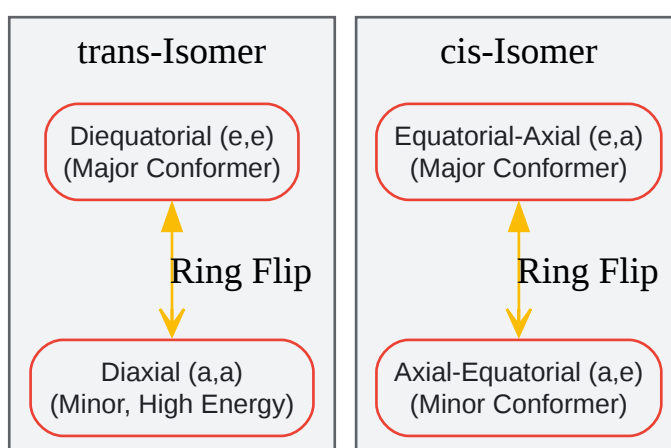 trans-Isomer
Diequatorial (e,e)
(Major Conformer)
Ring Flip
Diaxial (a,a)
(Minor, High Energy)
cis-Isomer
Equatorial-Axial (e,a)
(Major Conformer)
Ring Flip
Axial-Equatorial (a,e)
(Minor Conformer)